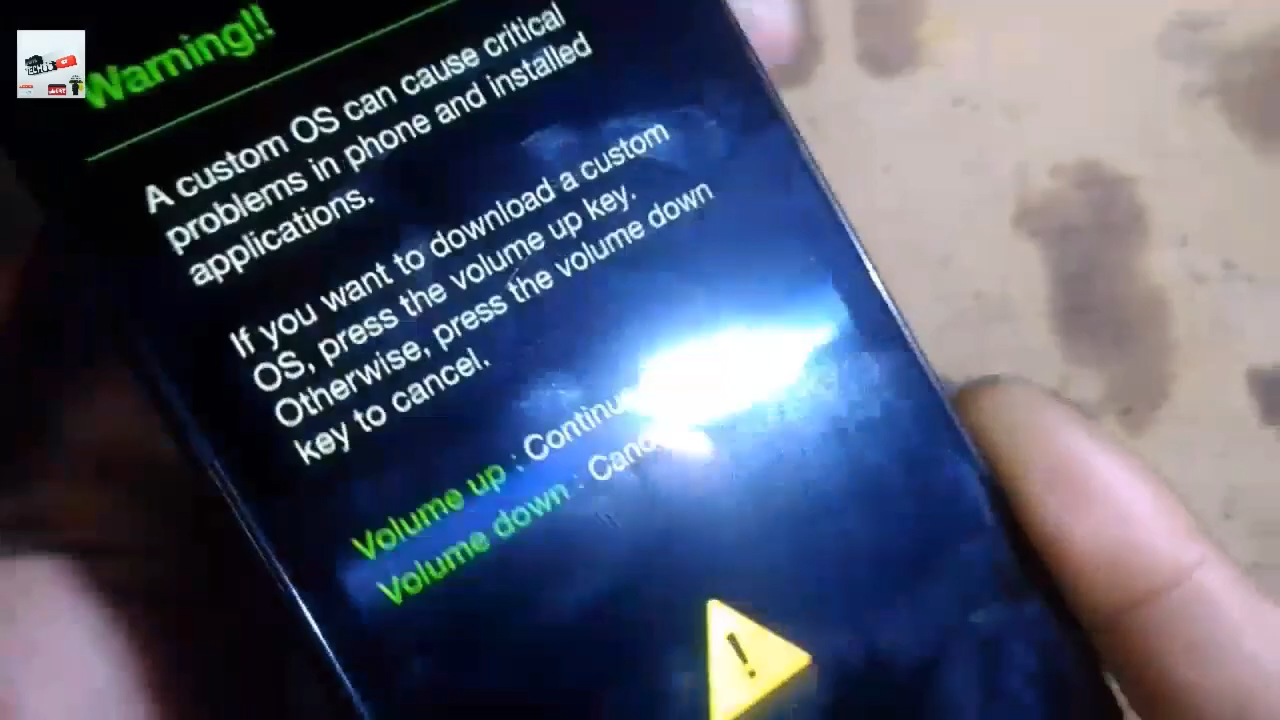 Warning!!
A custom OS can cause critical
problems in phone and installed
applications.
If you want to download a custom
OS, press the volume up key.
Otherwise, press the volume down
key to cancel.
Volume up : Continu
Volume down : Canc